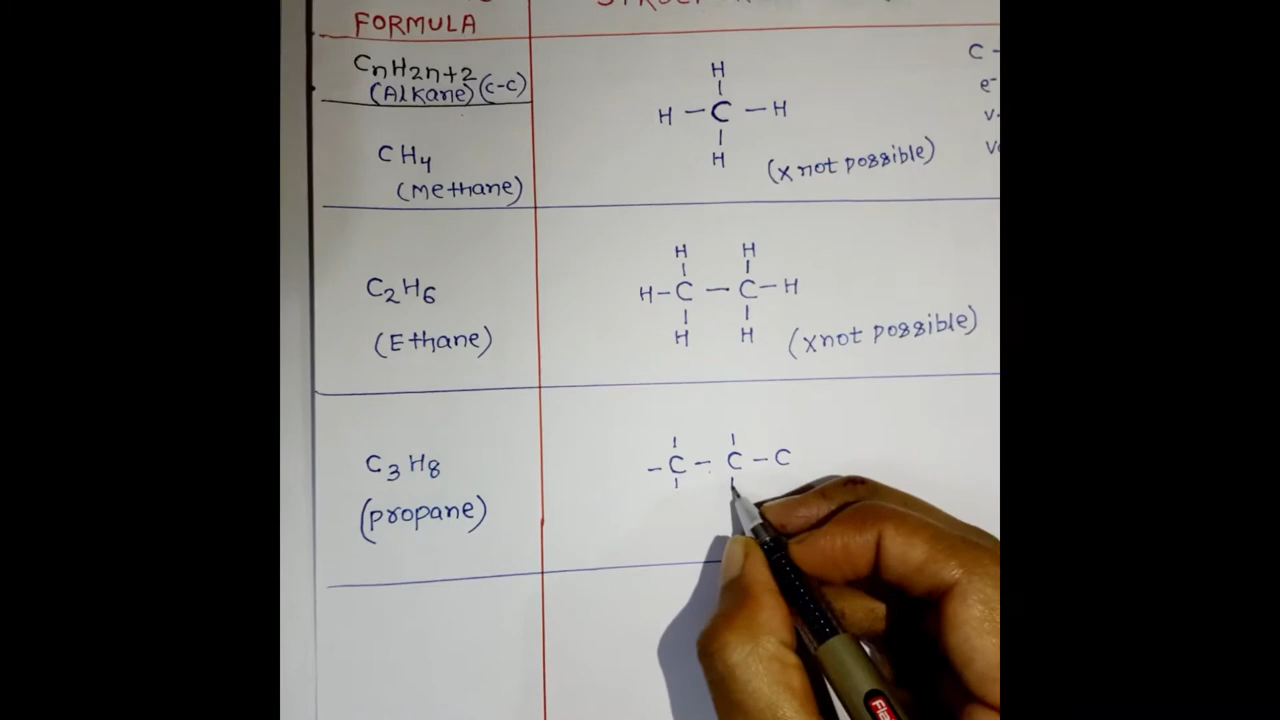 FORMULA
CnH2n+2
(Alkane) (C-C)
H
H - C - H
H
(x not possible)
C -
e-
v-
CH4
(Methane)
C2H6
(Ethane)
H H
H - C - C - H
H H
(x not possible)
C3H8
(propane)
- C - C - C